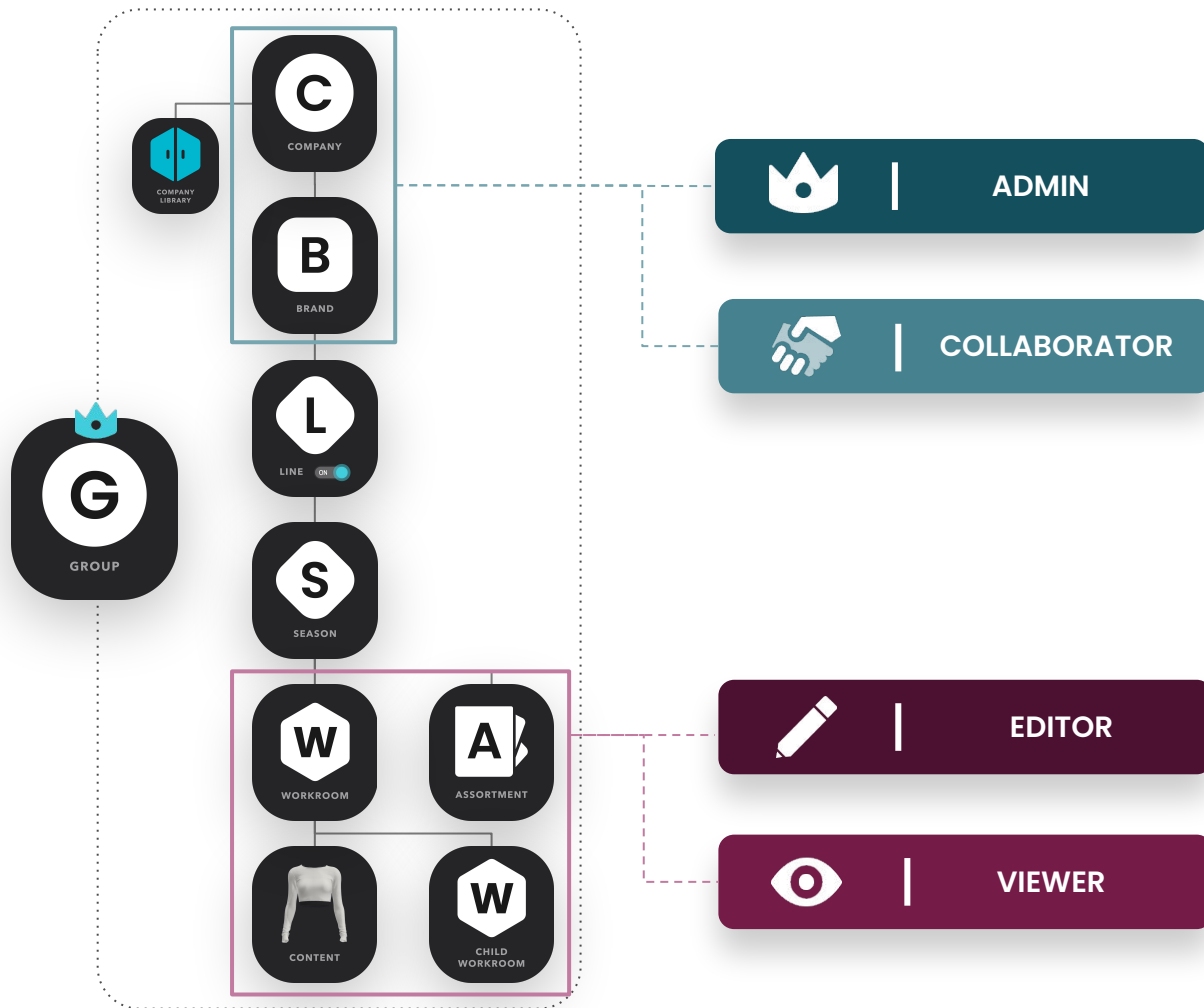 C
COMPANY
COMPANY
LIBRARY
B
BRAND
L
LINE ON
G
GROUP
S
SEASON
W
WORKROOM
A
ASSORTMENT
CONTENT
W
CHILD
WORKROOM
ADMIN
COLLABORATOR
EDITOR
VIEWER